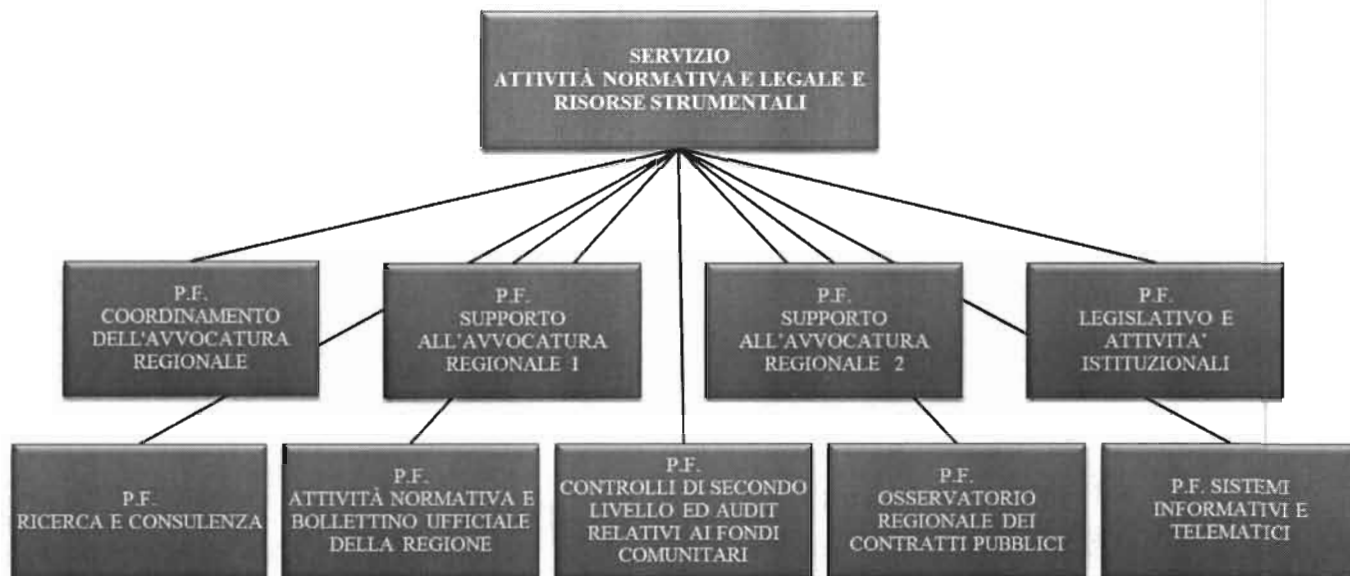 SERVIZIO
ATTIVITÀ NORMATIVA E LEGALE E
RISORSE STRUMENTALI
P.F.
COORDINAMENTO
DELL'AVVOCATURA
REGIONALE
P.F.
SUPPORTO
ALL'AVVOCATURA
REGIONALE 1
P.F.
SUPPORTO
ALL'AVVOCATURA
REGIONALE 2
P.F.
LEGISLATIVO E
ATTIVITA'
ISTITUZIONALI
P.F.
RICERCA E CONSULENZA
P.F.
ATTIVITÀ NORMATIVA E
BOLLETTINO UFFICIALE
DELLA REGIONE
P.F.
CONTROLLI DI SECONDO
LIVELLO ED AUDIT
RELATIVI AI FONDI
COMUNITARI
P.F.
OSSERVATORIO
REGIONALE DEI
CONTRATTI PUBBLICI
P.F. SISTEMI
INFORMATIVI E
TELEMATICI